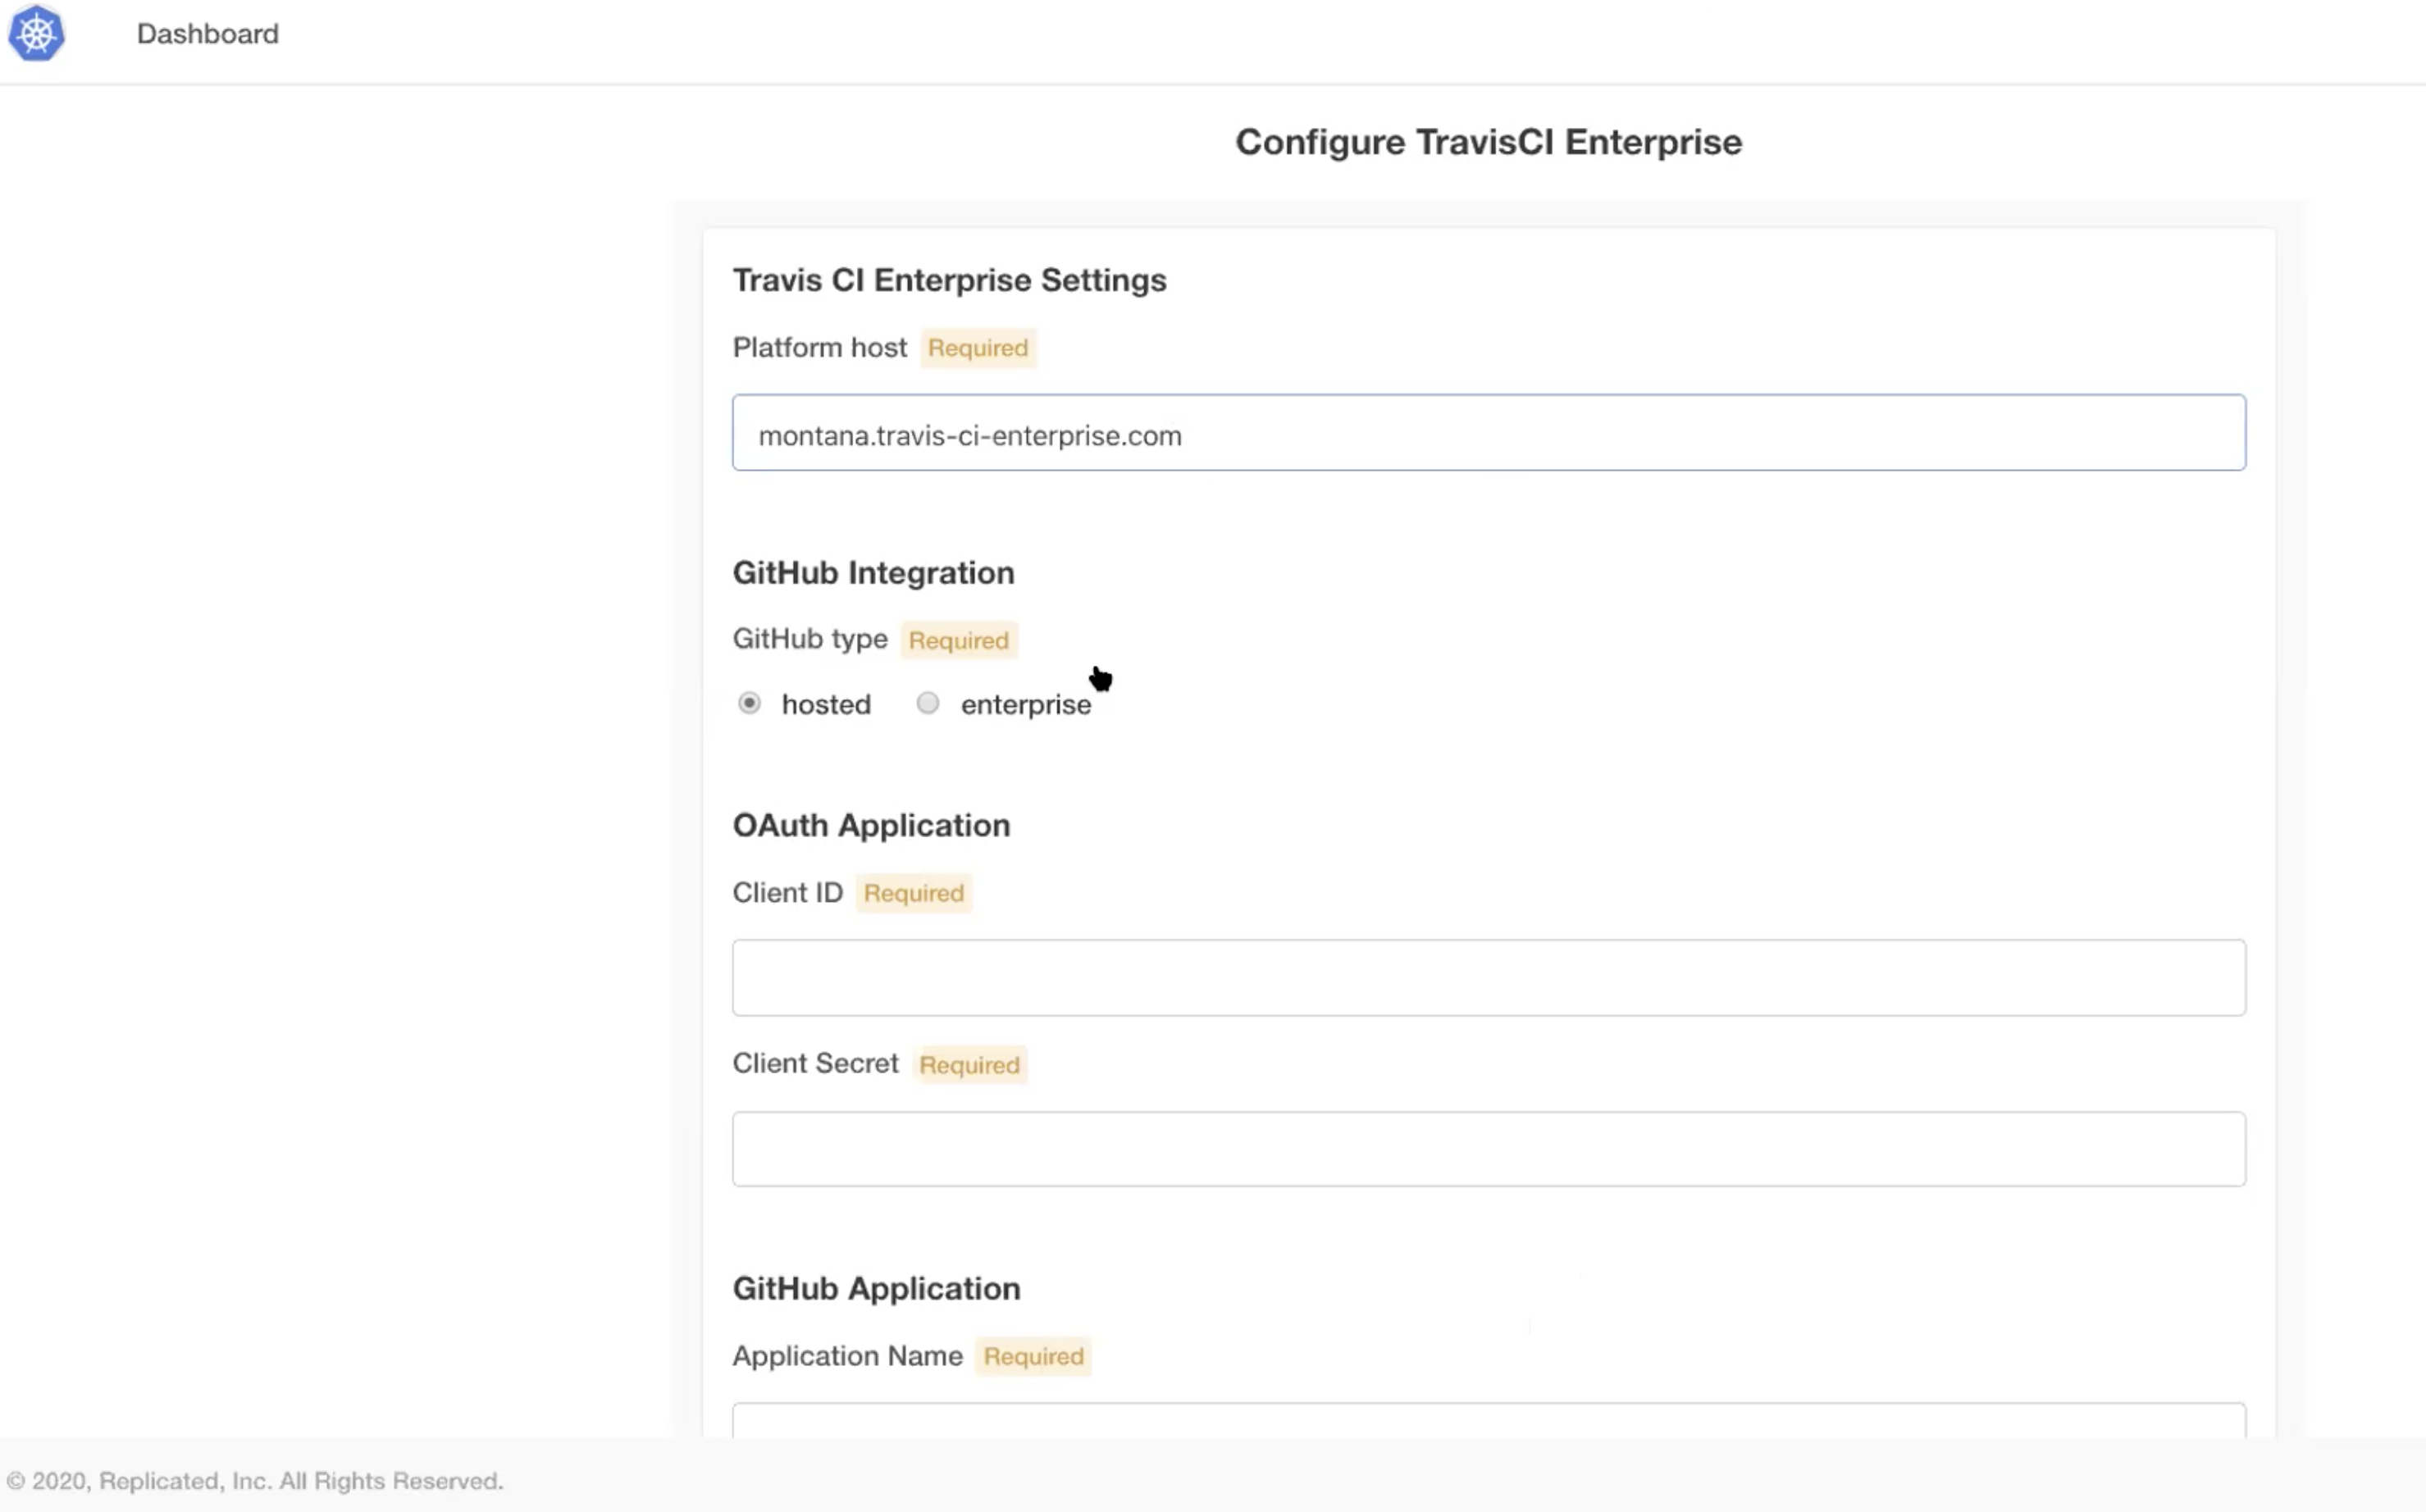 Dashboard
Configure TravisCI Enterprise
Travis CI Enterprise Settings
Platform host Required
montana.travis-ci-enterprise.com
GitHub Integration
GitHub type Required
hosted enterprise
OAuth Application
Client ID Required
Client Secret Required
GitHub Application
Application Name Required
© 2020, Replicated, Inc. All Rights Reserved.